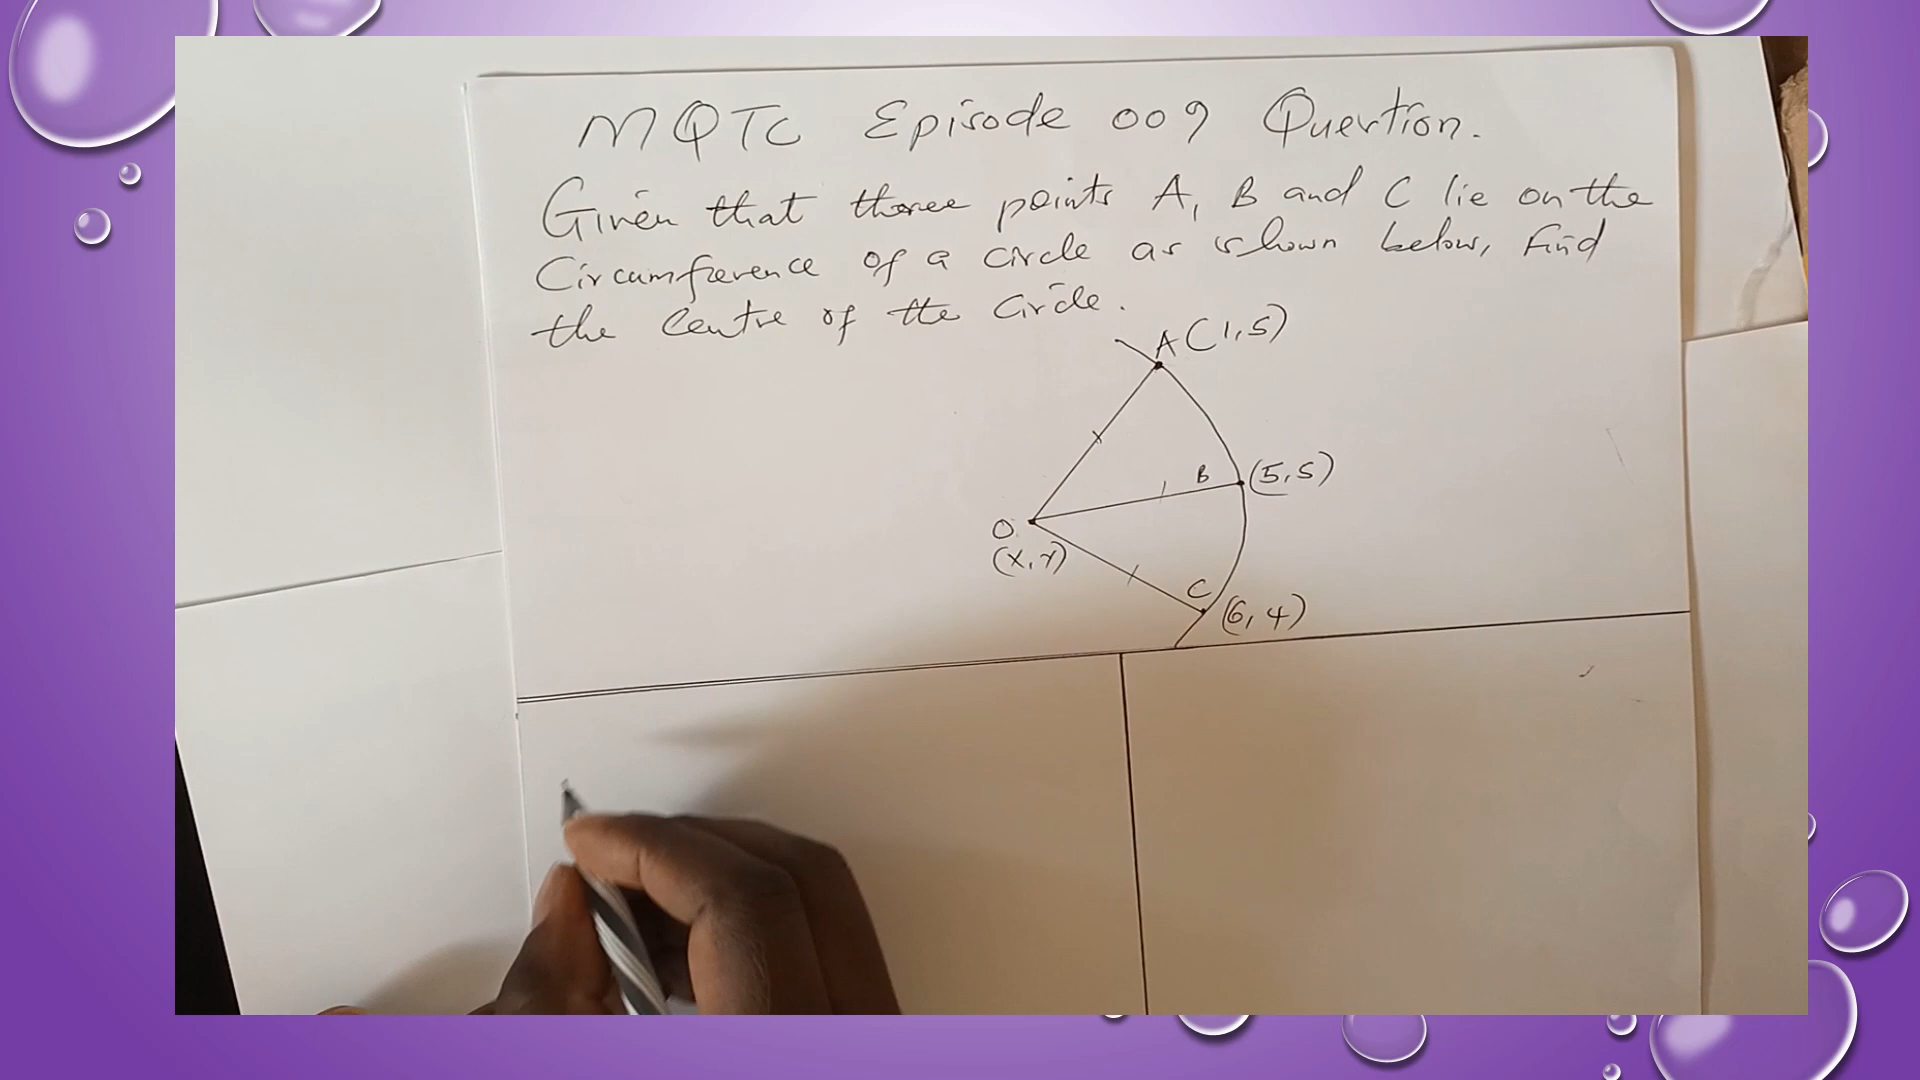 MQTC Episode 009 Question.
Given that three points A, B and C lie on the
Circumference of a circle as shown below, find
the Centre of the Circle.
A (1,5)
B (5,5)
O
(x,y)
C
(6,4)